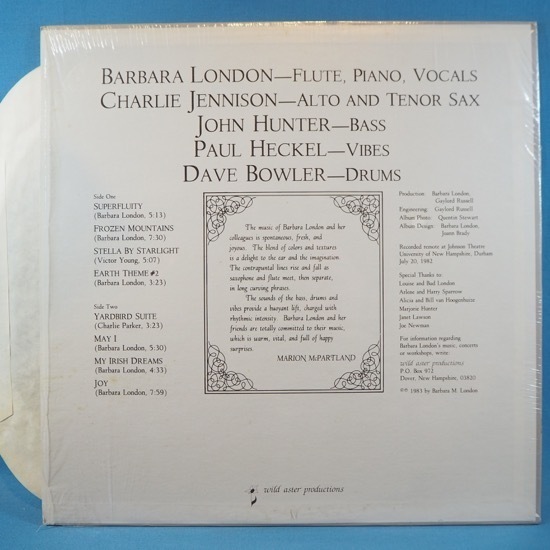 BARBARA LONDON—FLUTE, PIANO, VOCALS
CHARLIE JENNISON—ALTO AND TENOR SAX
JOHN HUNTER—BASS
PAUL HECKEL—VIBES
DAVE BOWLER—DRUMS
Side One
SUPERFLUITY
(Barbara London, 5:13)
FROZEN MOUNTAINS
(Barbara London, 7:30)
STELLA BY STARLIGHT
(Victor Young, 5:07)
EARTH THEME #2
(Barbara London, 3:23)
Side Two
YARDBIRD SUITE
(Charlie Parker, 3:23)
MAY I
(Barbara London, 5:30)
MY IRISH DREAMS
(Barbara London, 4:33)
JOY
(Barbara London, 7:59)
The music of Barbara London and her
colleagues is spontaneous, fresh, and
joyous. The blend of colors and textures
is a delight to the ear and the imagination.
The contrapuntal lines rise and fall as
saxophone and flute meet, then separate,
in long curving phrases.
The sounds of the bass, drums and
vibes provide a buoyant lift, charged with
rhythmic intensity. Barbara London and her
friends are totally committed to their music,
which is warm, vital, and full of happy
surprises.
MARION McPARTLAND
Production: Barbara London,
Gaylord Russell
Engineering: Gaylord Russell
Album Photo: Quentin Stewart
Album Design: Barbara London,
Justin Brady
Recorded remote at Johnson Theatre
University of New Hampshire, Durham
July 20, 1982
Special Thanks to:
Louise and Bud London
Arlene and Harry Sparrow
Alicia and Bill van Hoogenhuize
Marjorie Hunter
Janet Lawson
Joe Newman
For information regarding
Barbara London's music, concerts
or workshops, write:
wild aster productions
P.O. Box 972
Dover, New Hampshire, 03820
℗© 1983 by Barbara M. London
wild aster productions